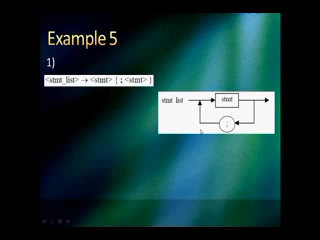 Example 5
1)
<stmt_list> → <stmt> { ; <stmt> }
stmt list
stmt
;